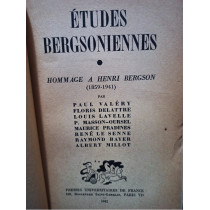 ÉTUDES
BERGSONIENNES
HOMMAGE A HENRI BERGSON
(1859-1941)
PAR
PAUL VALÉRY
FLORIS DELATTRE
LOUIS LAVELLE
P. MASSON-OURSEL
MAURICE PRADINES
RENÉ LE SENNE
RAYMOND BAYER
ALBERT MILLOT
PRESSES UNIVERSITAIRES DE FRANCE